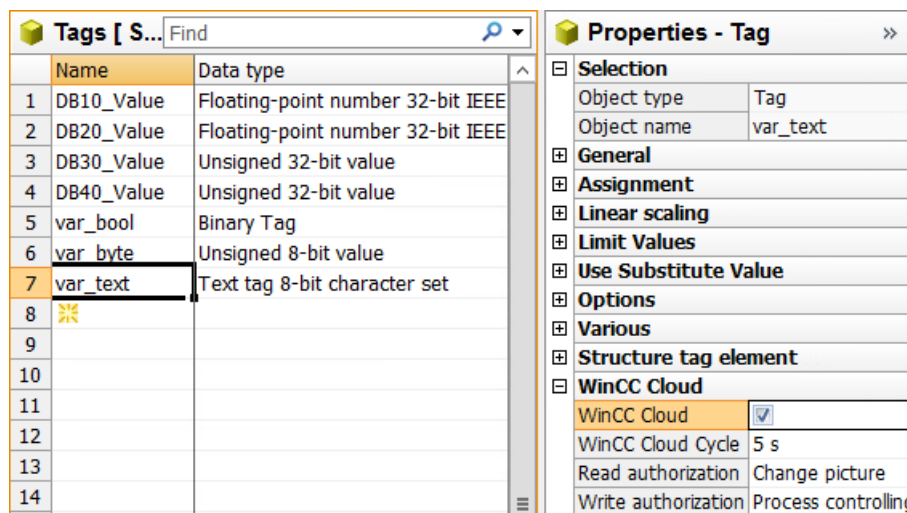 Tags [ S... Find
Name Data type
1 DB10_Value Floating-point number 32-bit IEEE
2 DB20_Value Floating-point number 32-bit IEEE
3 DB30_Value Unsigned 32-bit value
4 DB40_Value Unsigned 32-bit value
5 var_bool Binary Tag
6 var_byte Unsigned 8-bit value
7 var_text Text tag 8-bit character set
8
9
10
11
12
13
14
Properties - Tag »
Selection
Object type Tag
Object name var_text
General
Assignment
Linear scaling
Limit Values
Use Substitute Value
Options
Various
Structure tag element
WinCC Cloud
WinCC Cloud
WinCC Cloud Cycle 5 s
Read authorization Change picture
Write authorization Process controlling